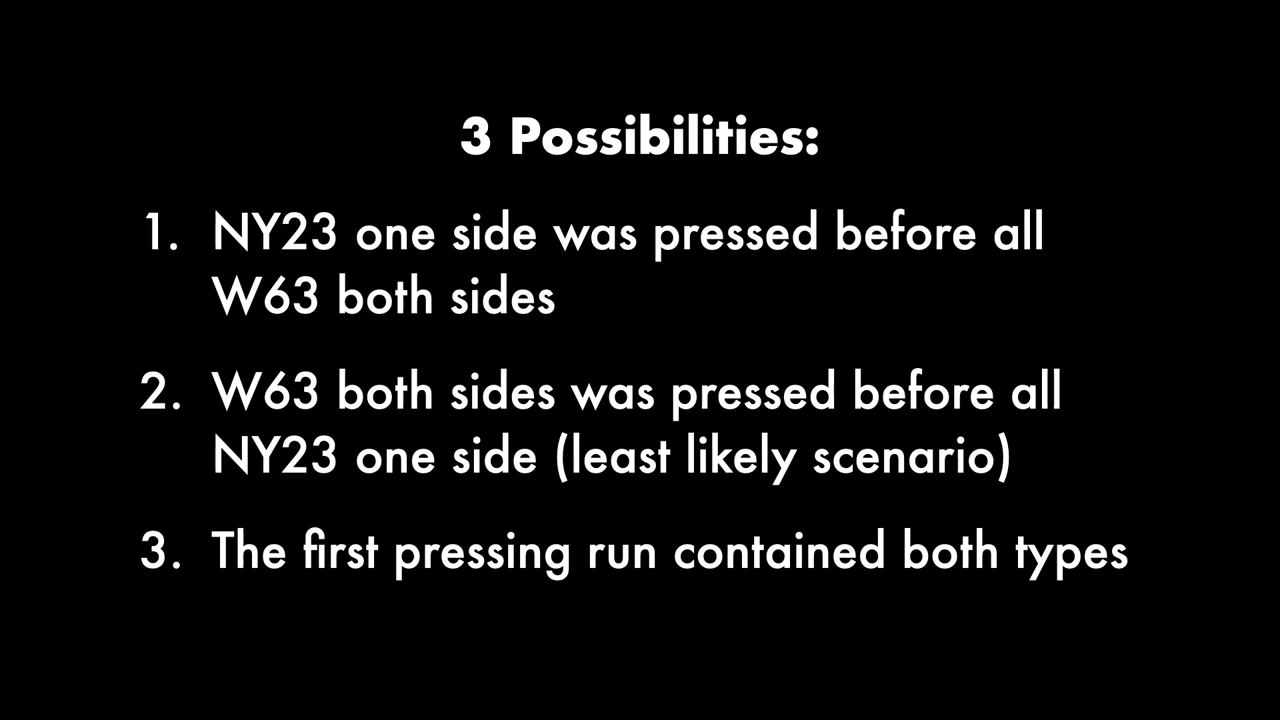 3 Possibilities:
1. NY23 one side was pressed before all
W63 both sides
2. W63 both sides was pressed before all
NY23 one side (least likely scenario)
3. The first pressing run contained both types